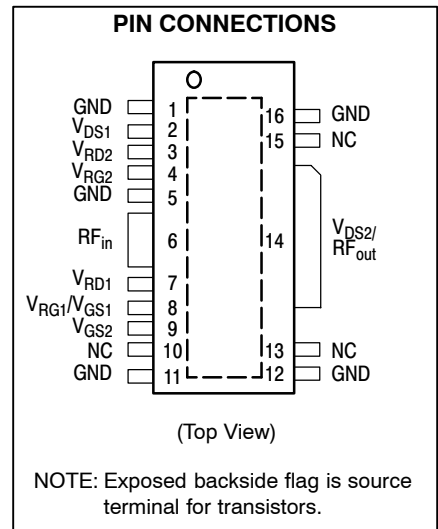 PIN CONNECTIONS
GND 1
VDS1 2
VRD2 3
VRG2 4
GND 5
RFin 6
VRD1 7
VRG1/VGS1 8
VGS2 9
NC 10
GND 11
16 GND
15 NC
14 VDS2/
RFout
13 NC
12 GND
(Top View)
NOTE: Exposed backside flag is source
terminal for transistors.